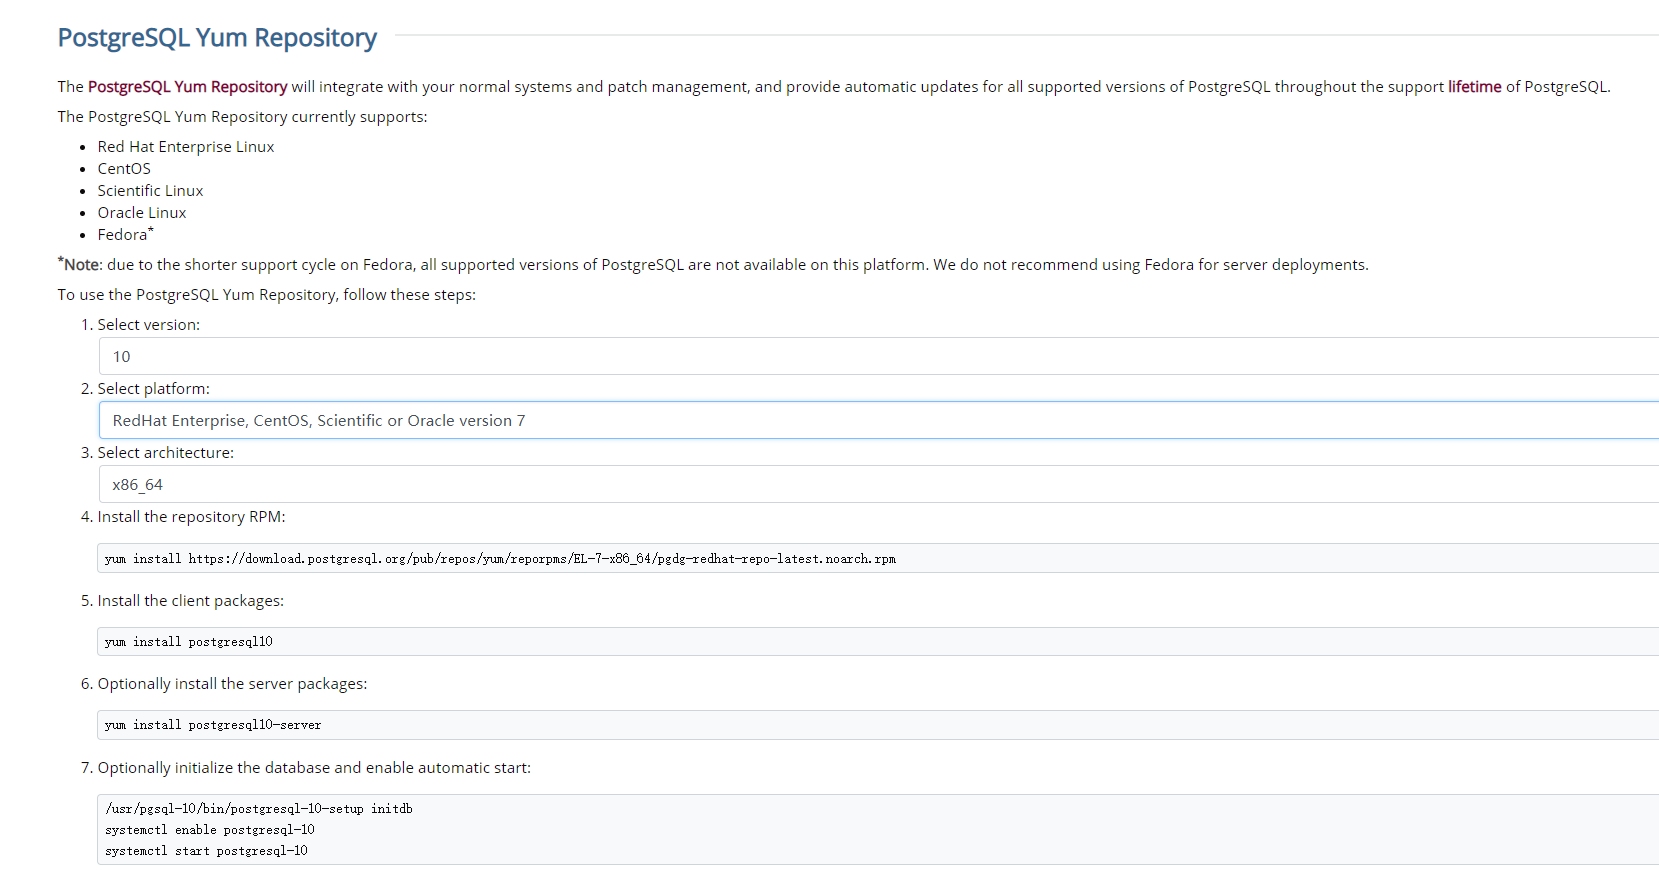 PostgreSQL Yum Repository
The PostgreSQL Yum Repository will integrate with your normal systems and patch management, and provide automatic updates for all supported versions of PostgreSQL throughout the support lifetime of PostgreSQL.
The PostgreSQL Yum Repository currently supports:
• Red Hat Enterprise Linux
• CentOS
• Scientific Linux
• Oracle Linux
• Fedora*
*Note: due to the shorter support cycle on Fedora, all supported versions of PostgreSQL are not available on this platform. We do not recommend using Fedora for server deployments.
To use the PostgreSQL Yum Repository, follow these steps:
1. Select version:
10
2. Select platform:
RedHat Enterprise, CentOS, Scientific or Oracle version 7
3. Select architecture:
x86_64
4. Install the repository RPM:
yum install https://download.postgresql.org/pub/repos/yum/reporpms/EL-7-x86_64/pgdg-redhat-repo-latest.noarch.rpm
5. Install the client packages:
yum install postgresql10
6. Optionally install the server packages:
yum install postgresql10-server
7. Optionally initialize the database and enable automatic start:
/usr/pgsql-10/bin/postgresql-10-setup initdb
systemctl enable postgresql-10
systemctl start postgresql-10